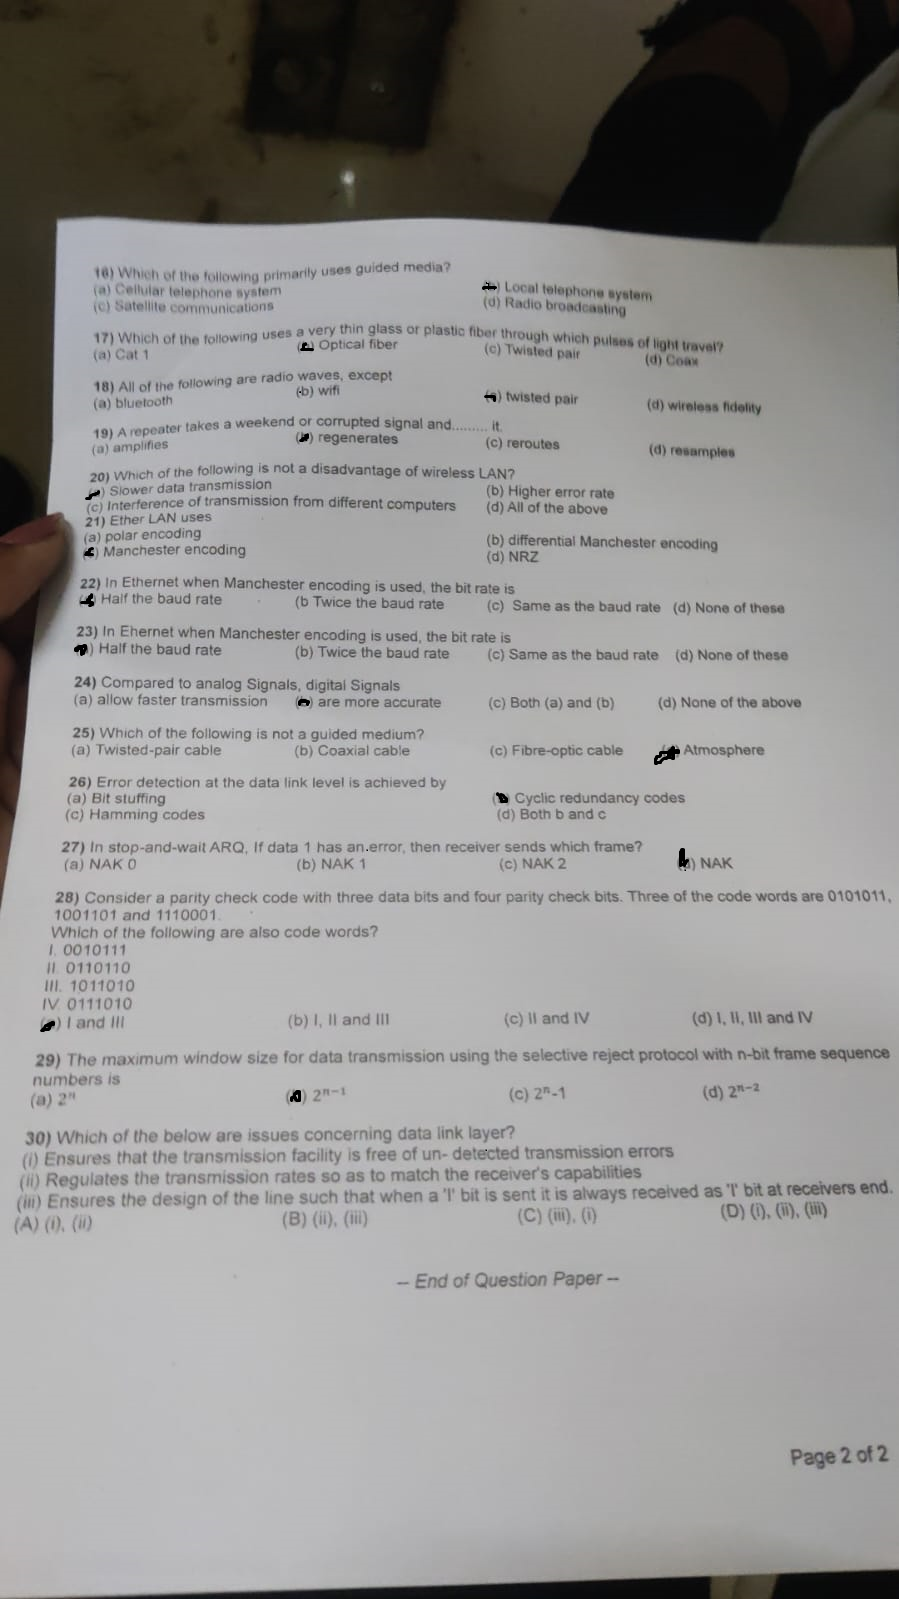 16) Which of the following primarily uses guided media?
(a) Cellular telephone system ) Local telephone system
(c) Satellite communications (d) Radio broadcasting
17) Which of the following uses a very thin glass or plastic fiber through which pulses of light travel?
(a) Cat 1 ( ) Optical fiber (c) Twisted pair (d) Coax
18) All of the following are radio waves, except
(a) bluetooth (b) wifi ) twisted pair (d) wireless fidelity
19) A repeater takes a weekend or corrupted signal and......... it.
(a) amplifies ( ) regenerates (c) reroutes (d) resamples
20) Which of the following is not a disadvantage of wireless LAN?
) Slower data transmission (b) Higher error rate
(c) Interference of transmission from different computers (d) All of the above
21) Ether LAN uses
(a) polar encoding (b) differential Manchester encoding
) Manchester encoding (d) NRZ
22) In Ethernet when Manchester encoding is used, the bit rate is
Half the baud rate (b Twice the baud rate (c) Same as the baud rate (d) None of these
23) In Ehernet when Manchester encoding is used, the bit rate is
) Half the baud rate (b) Twice the baud rate (c) Same as the baud rate (d) None of these
24) Compared to analog Signals, digital Signals
(a) allow faster transmission ( ) are more accurate (c) Both (a) and (b) (d) None of the above
25) Which of the following is not a guided medium?
(a) Twisted-pair cable (b) Coaxial cable (c) Fibre-optic cable Atmosphere
26) Error detection at the data link level is achieved by
(a) Bit stuffing ( Cyclic redundancy codes
(c) Hamming codes (d) Both b and c
27) In stop-and-wait ARQ, If data 1 has an.error, then receiver sends which frame?
(a) NAK 0 (b) NAK 1 (c) NAK 2 ) NAK
28) Consider a parity check code with three data bits and four parity check bits. Three of the code words are 0101011,
1001101 and 1110001.
Which of the following are also code words?
I. 0010111
II. 0110110
III. 1011010
IV. 0111010
) I and III (b) I, II and III (c) II and IV (d) I, II, III and IV
29) The maximum window size for data transmission using the selective reject protocol with n-bit frame sequence
numbers is
(a) 2ⁿ ( ) 2ⁿ⁻¹ (c) 2ⁿ-1 (d) 2ⁿ⁻²
30) Which of the below are issues concerning data link layer?
(i) Ensures that the transmission facility is free of un- detected transmission errors
(ii) Regulates the transmission rates so as to match the receiver's capabilities
(iii) Ensures the design of the line such that when a 'I' bit is sent it is always received as 'I' bit at receivers end.
(A) (i), (ii) (B) (ii), (iii) (C) (iii), (i) (D) (i), (ii), (iii)
-- End of Question Paper --
Page 2 of 2